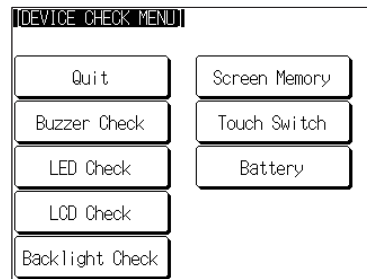 [DEVICE CHECK MENU]
Quit
Screen Memory
Buzzer Check
Touch Switch
LED Check
Battery
LCD Check
Backlight Check